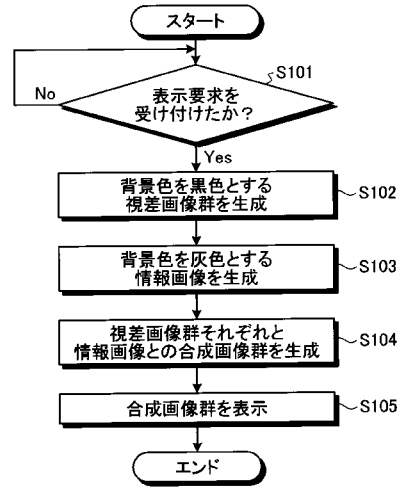 スタート
S101
表示要求を
受け付けたか？
No
Yes
背景色を黒色とする
視差画像群を生成
S102
背景色を灰色とする
情報画像を生成
S103
視差画像群それぞれと
情報画像との合成画像群を生成
S104
合成画像群を表示
S105
エンド